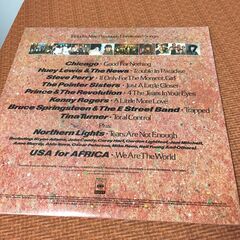 Chicago · Good For Nothing
Huey Lewis & The News · Trouble In Paradise
Steve Perry · If Only For The Moment, Girl
The Pointer Sisters · Just A Little Closer
Prince & The Revolution · 4 The Tears In Your Eyes
Kenny Rogers · A Little More Love
Bruce Springsteen & The E Street Band · Trapped
Tina Turner · Total Control
Plus
Northern Lights · Tears Are Not Enough
USA for AFRICA · We Are The World